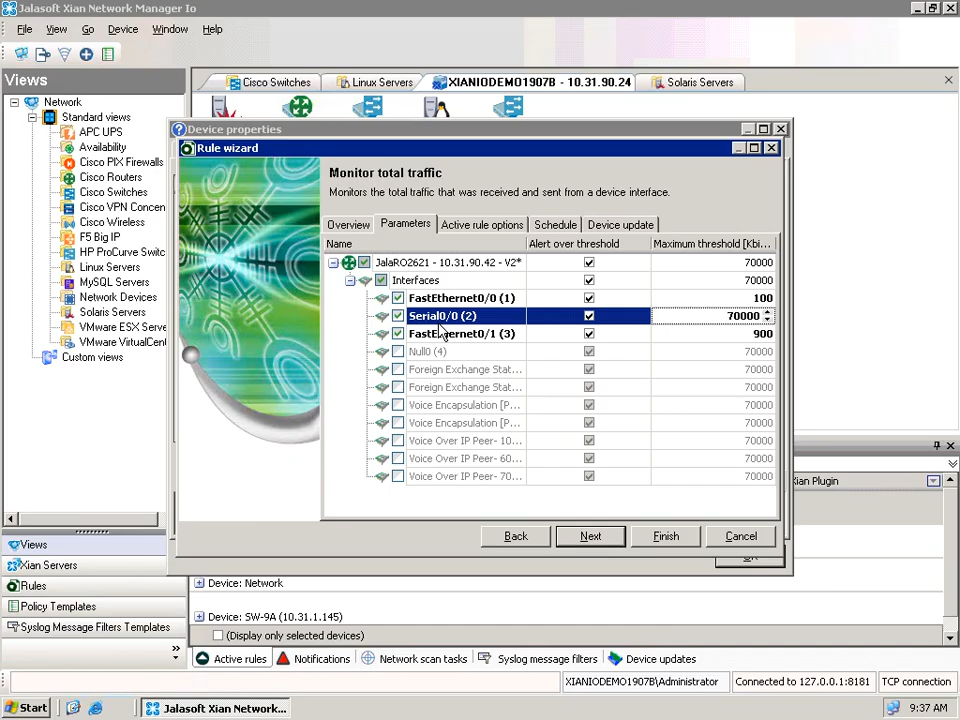 Jalasoft Xian Network Manager Io
File View Go Device Window Help
Views
Network
Standard views
APC UPS
Availability
Cisco PIX Firewalls
Cisco Routers
Cisco Switches
Cisco VPN Concen
Cisco Wireless
F5 Big IP
HP ProCurve Switc
Linux Servers
MySQL Servers
Network Devices
Solaris Servers
VMware ESX Serve
VMware VirtualCent
Custom views
Views
Xian Servers
Rules
Policy Templates
Syslog Message Filters Templates
»
Cisco Switches Linux Servers XIANIODEMO1907B - 10.31.90.24 Solaris Servers
Device properties
Rule wizard
Monitor total traffic
Monitors the total traffic that was received and sent from a device interface.
Overview Parameters Active rule options Schedule Device update
Name Alert over threshold Maximum threshold [Kbi...
JalaRO2621 - 10.31.90.42 - V2* 70000
Interfaces 70000
FastEthernet0/0 (1) 100
Serial0/0 (2) 70000
FastEthernet0/1 (3) 900
Null0 (4) 70000
Foreign Exchange Stat... 70000
Foreign Exchange Stat... 70000
Voice Encapsulation [P... 70000
Voice Encapsulation [P... 70000
Voice Over IP Peer- 10... 70000
Voice Over IP Peer- 60... 70000
Voice Over IP Peer- 70... 70000
Back Next Finish Cancel
Xian Plugin
Device: Network
Device: SW-9A (10.31.1.145)
(Display only selected devices)
Active rules Notifications Network scan tasks Syslog message filters Device updates
XIANIODEMO1907B\Administrator Connected to 127.0.0.1:8181 TCP connection
Start Jalasoft Xian Network... 9:37 AM